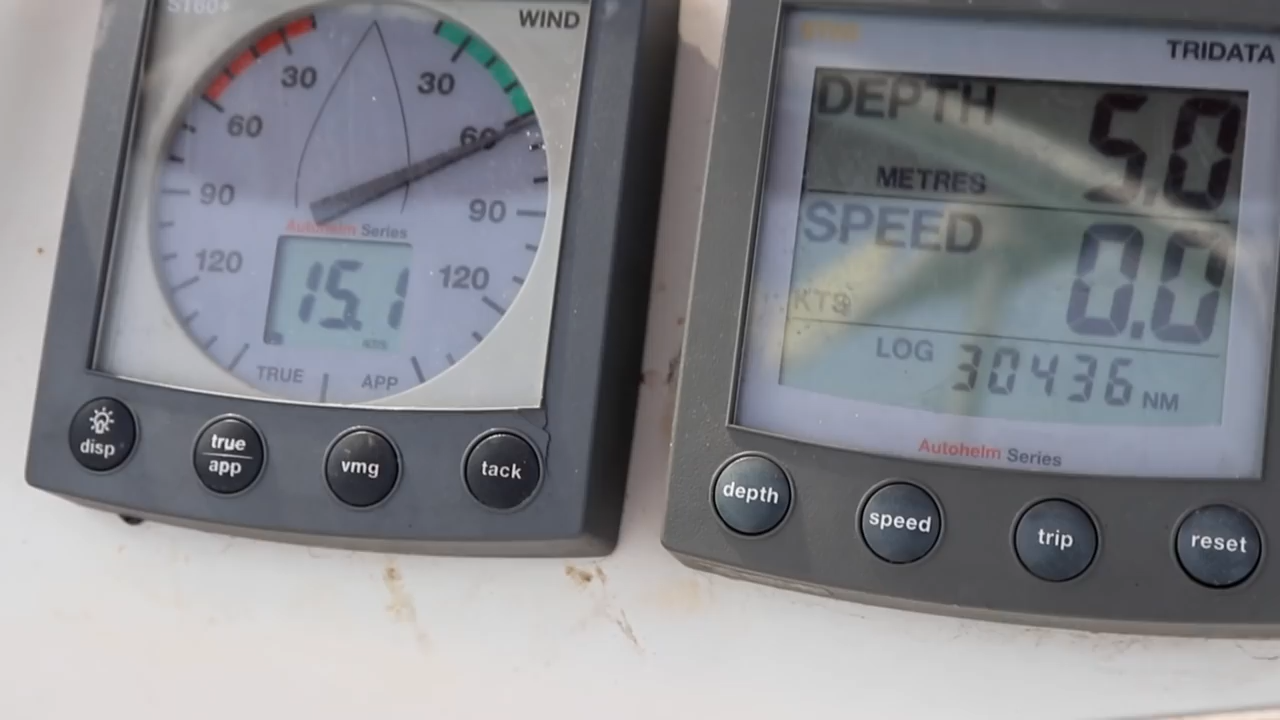 ST60+
WIND
30
30
60
60
90
90
120
120
Autohelm Series
15.1
KTS
TRUE
APP
disp
true
app
vmg
tack
TRIDATA
DEPTH 5.0
METRES
SPEED 0.0
KTS
LOG 30436 NM
Autohelm Series
depth
speed
trip
reset